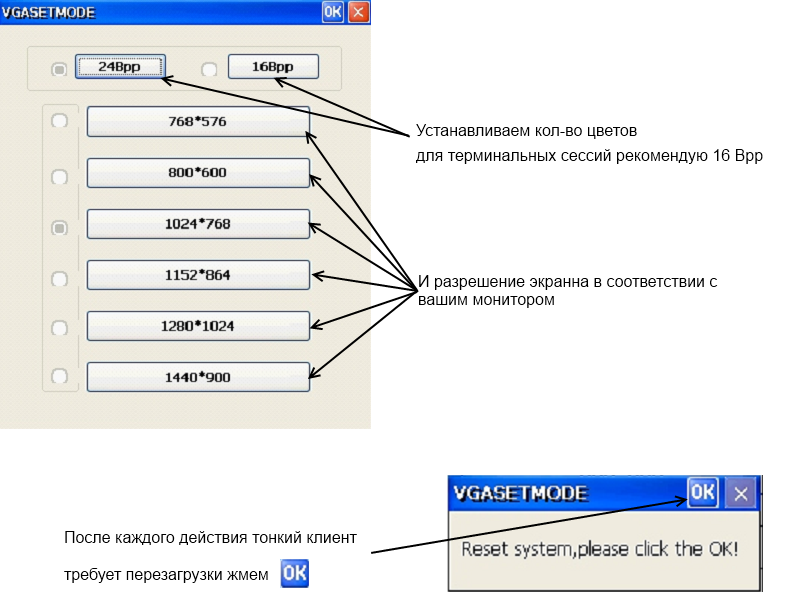 VGASETMODE OK
24Bpp 16Bpp
768*576
800*600
1024*768
1152*864
1280*1024
1440*900
Устанавливаем кол-во цветов
для терминальных сессий рекомендую 16 Bpp
И разрешение экранна в соответствии с
вашим монитором
VGASETMODE OK
Reset system,please click the OK!
После каждого действия тонкий клиент
требует перезагрузки жмем OK